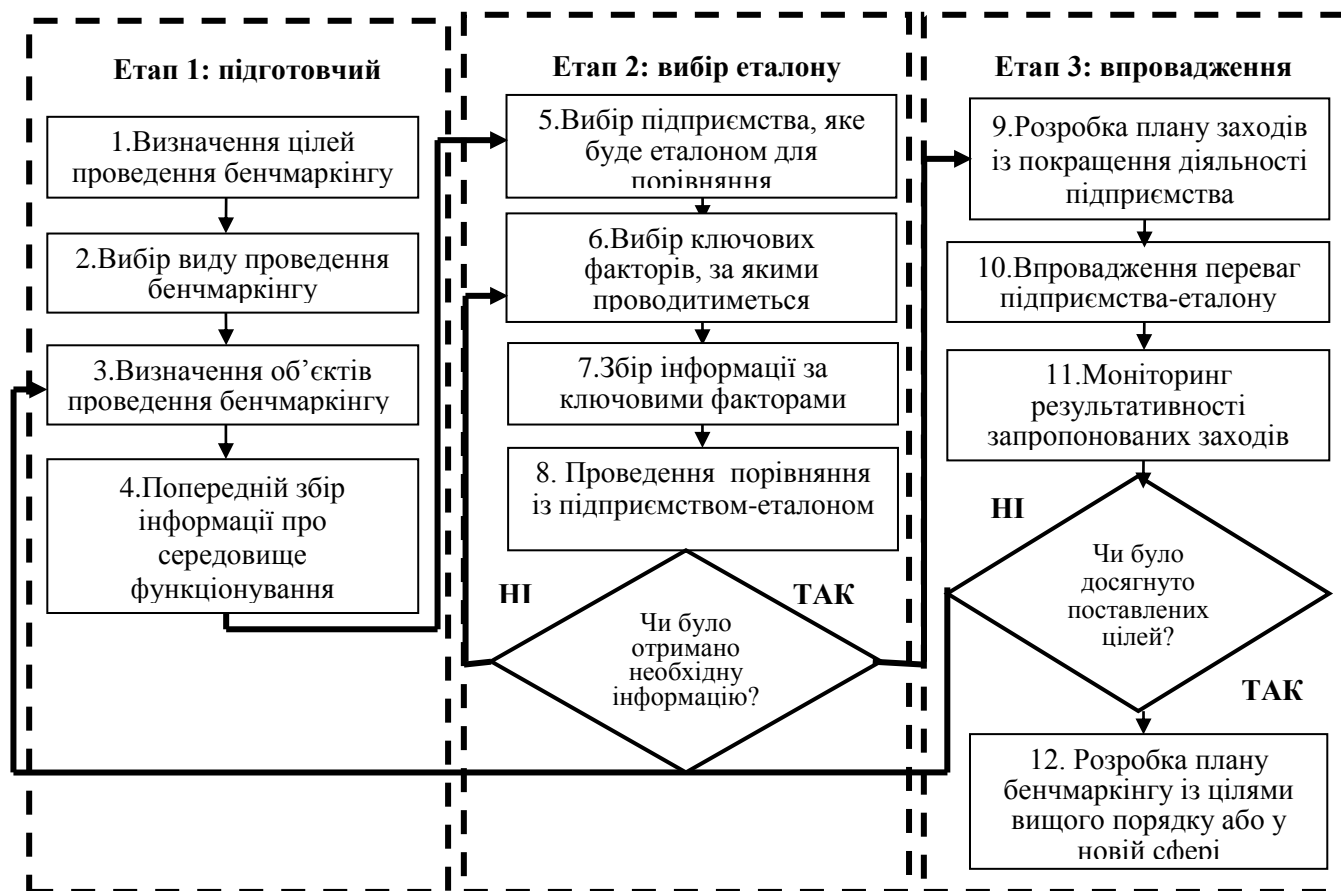 Етап 1: підготовчий
1.Визначення цілей
проведення бенчмаркінгу
2.Вибір виду проведення
бенчмаркінгу
3.Визначення об’єктів
проведення бенчмаркінгу
4.Попередній збір
інформації про
середовище
функціонування
Етап 2: вибір еталону
5.Вибір підприємства, яке
буде еталоном для
порівняння
6.Вибір ключових
факторів, за якими
проводитиметься
7.Збір інформації за
ключовими факторами
8. Проведення порівняння
із підприємством-еталоном
НІ
ТАК
Чи було
отримано
необхідну
інформацію?
Етап 3: впровадження
9.Розробка плану заходів
із покращення діяльності
підприємства
10.Впровадження переваг
підприємства-еталону
11.Моніторинг
результативності
запропонованих заходів
НІ
Чи було
досягнуто
поставлених
цілей?
ТАК
12. Розробка плану
бенчмаркінгу із цілями
вищого порядку або у
новій сфері